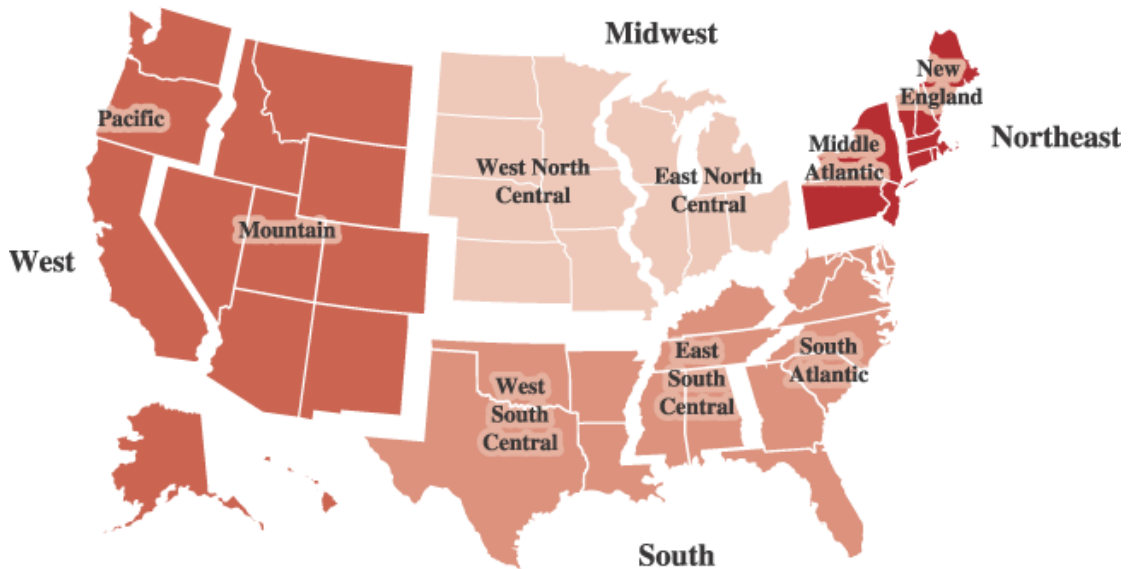 Midwest
New
England
Pacific
Middle
Atlantic
Northeast
West North
Central
East North
Central
Mountain
West
East
South
Central
South
Atlantic
West
South
Central
South